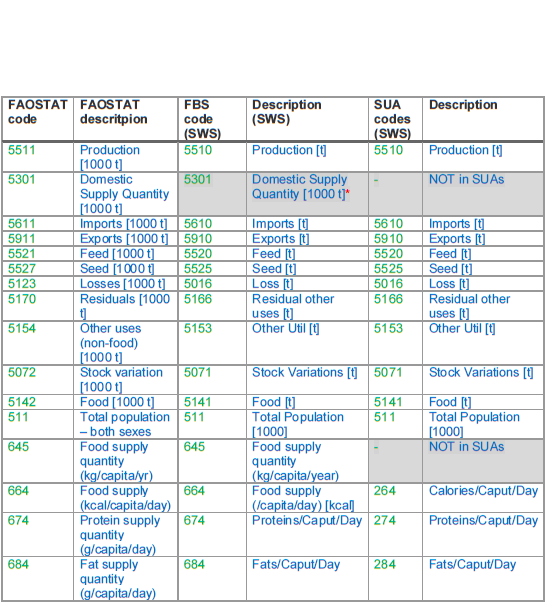 FAOSTAT code | FAOSTAT descritpion | FBS code (SWS) | Description (SWS) | SUA codes (SWS) | Description
5511 | Production [1000 t] | 5510 | Production [t] | 5510 | Production [t]
5301 | Domestic Supply Quantity [1000 t] | 5301 | Domestic Supply Quantity [1000 t]* | - | NOT in SUAs
5611 | Imports [1000 t] | 5610 | Imports [t] | 5610 | Imports [t]
5911 | Exports [1000 t] | 5910 | Exports [t] | 5910 | Exports [t]
5521 | Feed [1000 t] | 5520 | Feed [t] | 5520 | Feed [t]
5527 | Seed [1000 t] | 5525 | Seed [t] | 5525 | Seed [t]
5123 | Losses [1000 t] | 5016 | Loss [t] | 5016 | Loss [t]
5170 | Residuals [1000 t] | 5166 | Residual other uses [t] | 5166 | Residual other uses [t]
5154 | Other uses (non-food) [1000 t] | 5153 | Other Util [t] | 5153 | Other Util [t]
5072 | Stock variation [1000 t] | 5071 | Stock Variations [t] | 5071 | Stock Variations [t]
5142 | Food [1000 t] | 5141 | Food [t] | 5141 | Food [t]
511 | Total population – both sexes | 511 | Total Population [1000] | 511 | Total Population [1000]
645 | Food supply quantity (kg/capita/yr) | 645 | Food supply quantity (kg/capita/year) | - | NOT in SUAs
664 | Food supply (kcal/capita/day) | 664 | Food supply (/capita/day) [kcal] | 264 | Calories/Caput/Day
674 | Protein supply quantity (g/capita/day) | 674 | Proteins/Caput/Day | 274 | Proteins/Caput/Day
684 | Fat supply quantity (g/capita/day) | 684 | Fats/Caput/Day | 284 | Fats/Caput/Day